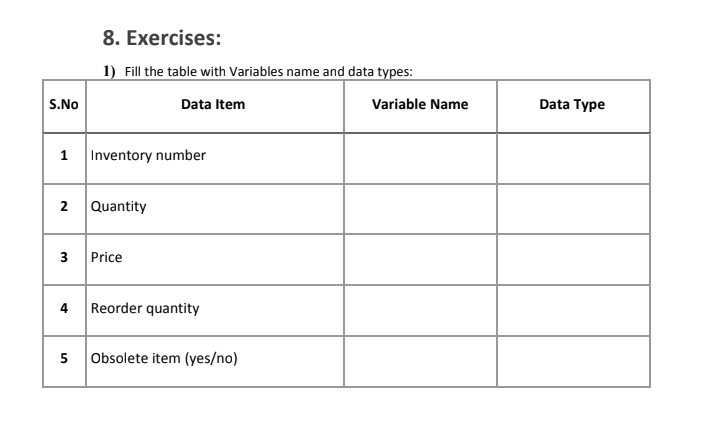 8. Exercises:
1) Fill the table with Variables name and data types:
S.No Data Item Variable Name Data Type
1 Inventory number
2 Quantity
3 Price
4 Reorder quantity
5 Obsolete item (yes/no)